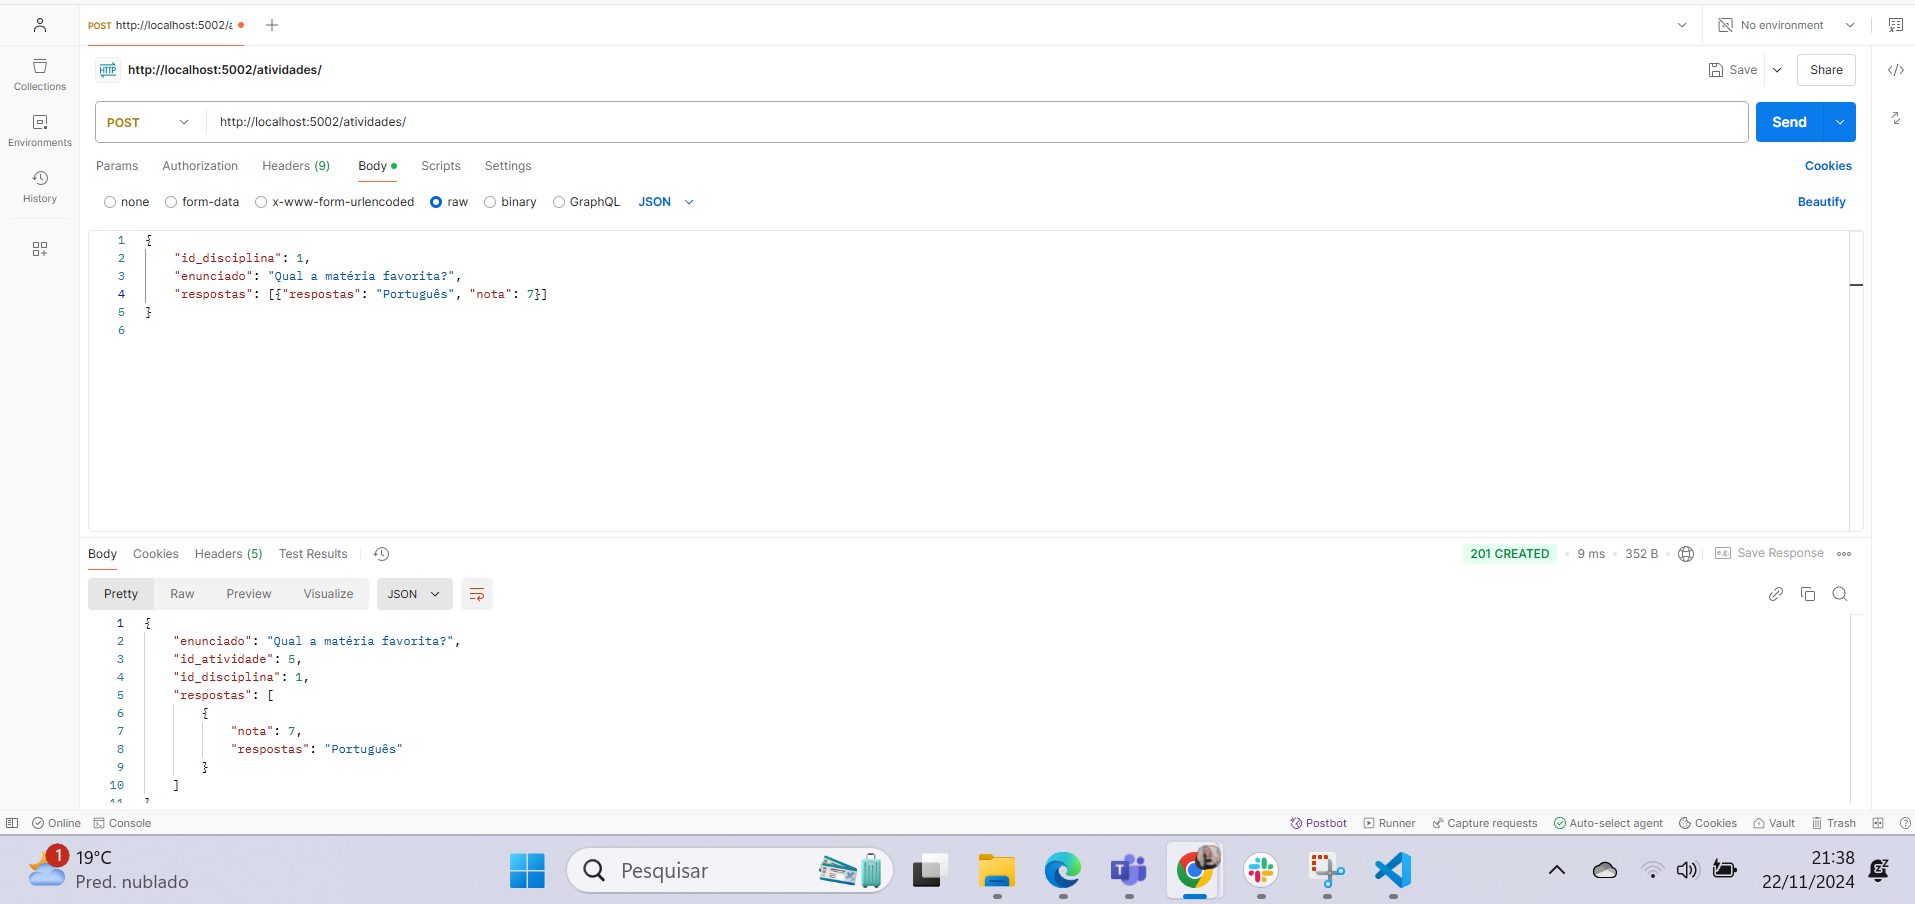 POST http://localhost:5002/a
No environment
HTTP http://localhost:5002/atividades/
Save
Share
Collections
Environments
History
POST
http://localhost:5002/atividades/
Send
Params Authorization Headers (9) Body Scripts Settings
Cookies
none form-data x-www-form-urlencoded raw binary GraphQL JSON
Beautify
1 {
2 "id_disciplina": 1,
3 "enunciado": "Qual a matéria favorita?",
4 "respostas": [{"respostas": "Português", "nota": 7}]
5 }
6
Body Cookies Headers (5) Test Results
201 CREATED 9 ms 352 B e.g. Save Response
Pretty Raw Preview Visualize JSON
1 {
2 "enunciado": "Qual a matéria favorita?",
3 "id_atividade": 5,
4 "id_disciplina": 1,
5 "respostas": [
6 {
7 "nota": 7,
8 "respostas": "Português"
9 }
10 ]
11 }
Online Console
Postbot Runner Capture requests Auto-select agent Cookies Vault Trash
1
19°C
Pred. nublado
Pesquisar
21:38
22/11/2024